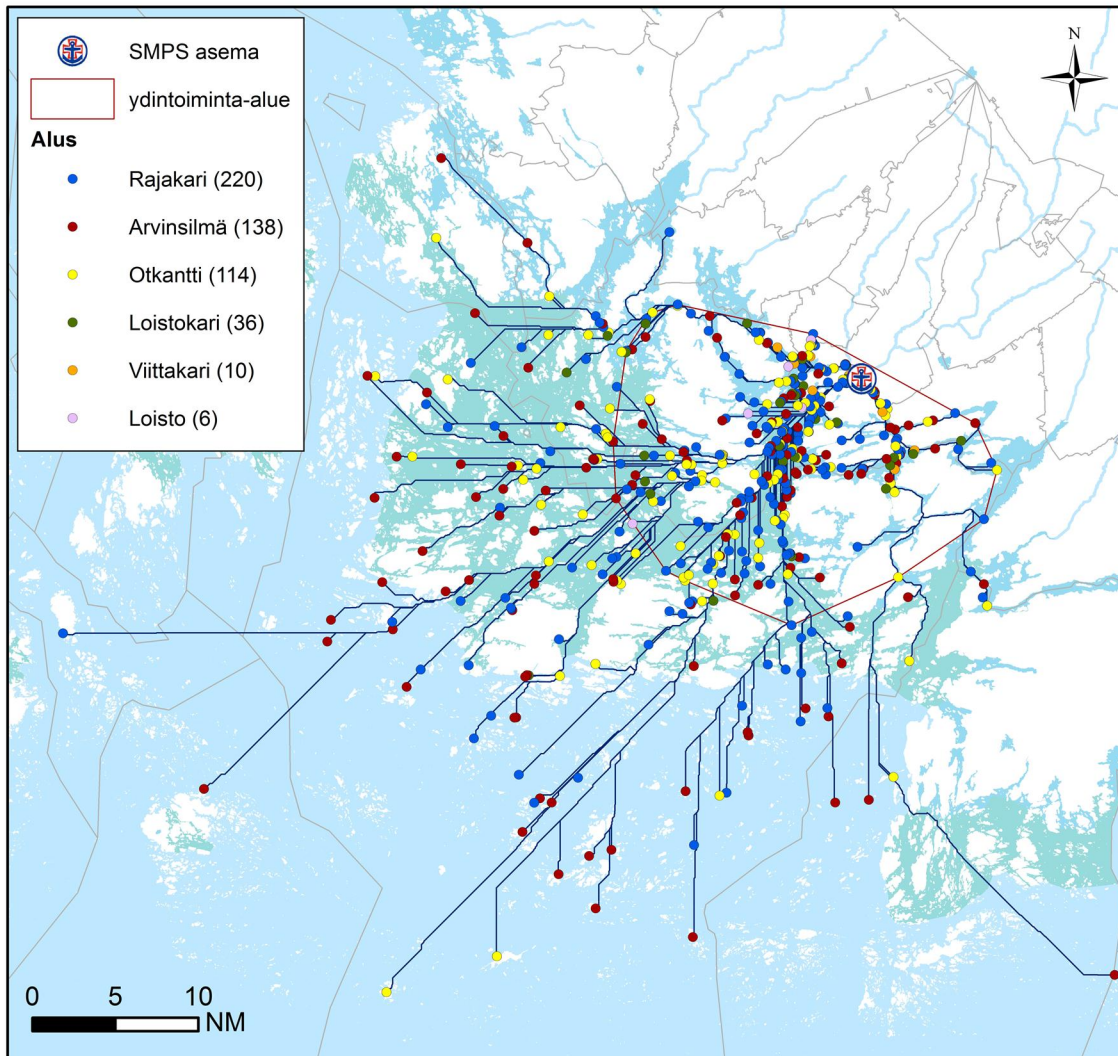 SMPS asema
ydintoiminta-alue
Alus
Rajakari (220)
Arvinsilmä (138)
Otkantti (114)
Loistokari (36)
Viittakari (10)
Loisto (6)
N
0 5 10
NM